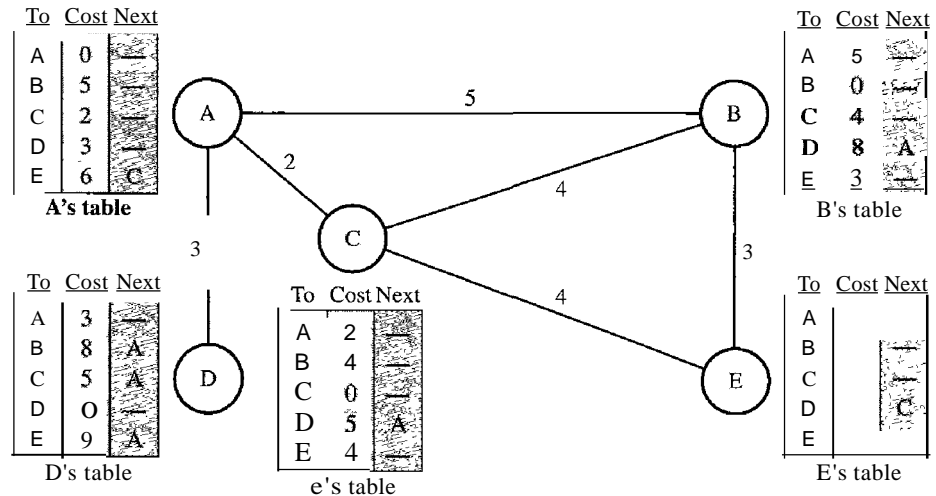 To Cost Next
A 0 —
B 5 —
C 2 —
D 3 —
E 6 C
A's table
To Cost Next
A 5 —
B 0 —
C 4 —
D 8 A
E 3 —
B's table
A
5
B
2
4
C
3
3
4
To Cost Next
A 3 —
B 8 A
C 5 A
D O —
E 9 A
D's table
D
To Cost Next
A 2 —
B 4 —
C 0 —
D 5 A
E 4 —
e's table
E
To Cost Next
A
B —
C —
D C
E
E's table